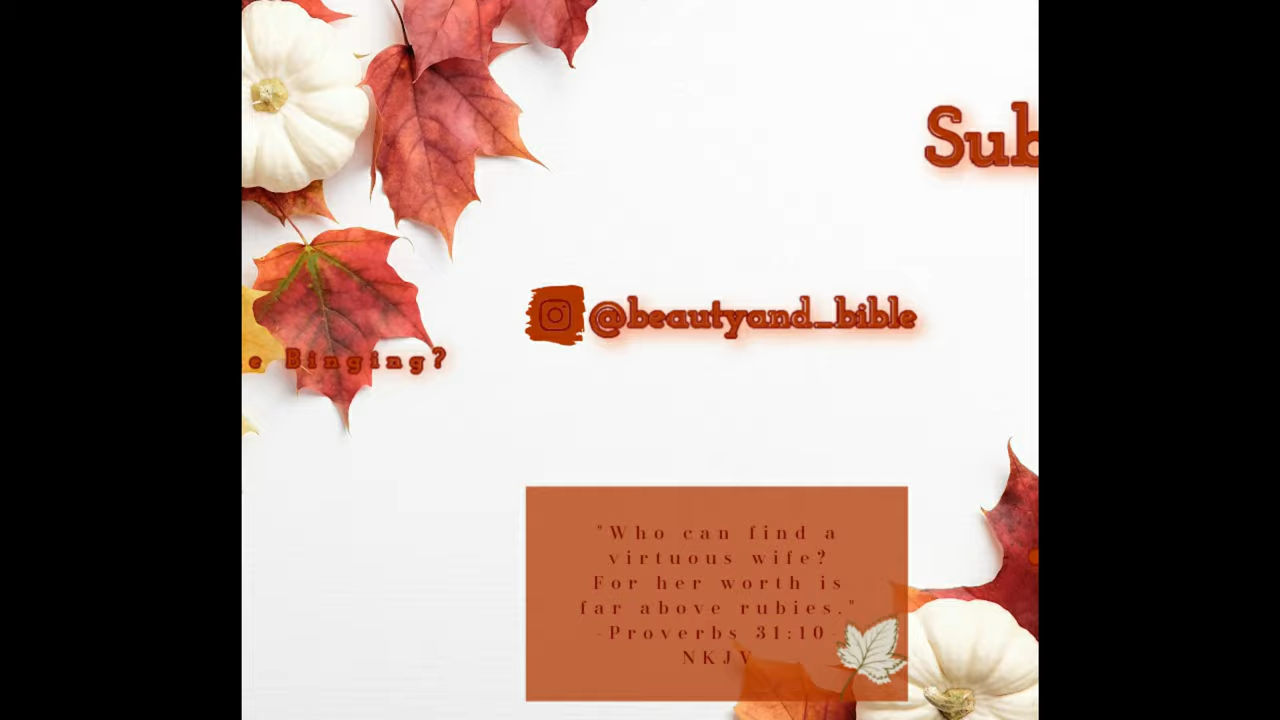 Sub
@beautyand_bible
e Binging?
"Who can find a
virtuous wife?
For her worth is
far above rubies."
-Proverbs 31:10-
NKJV